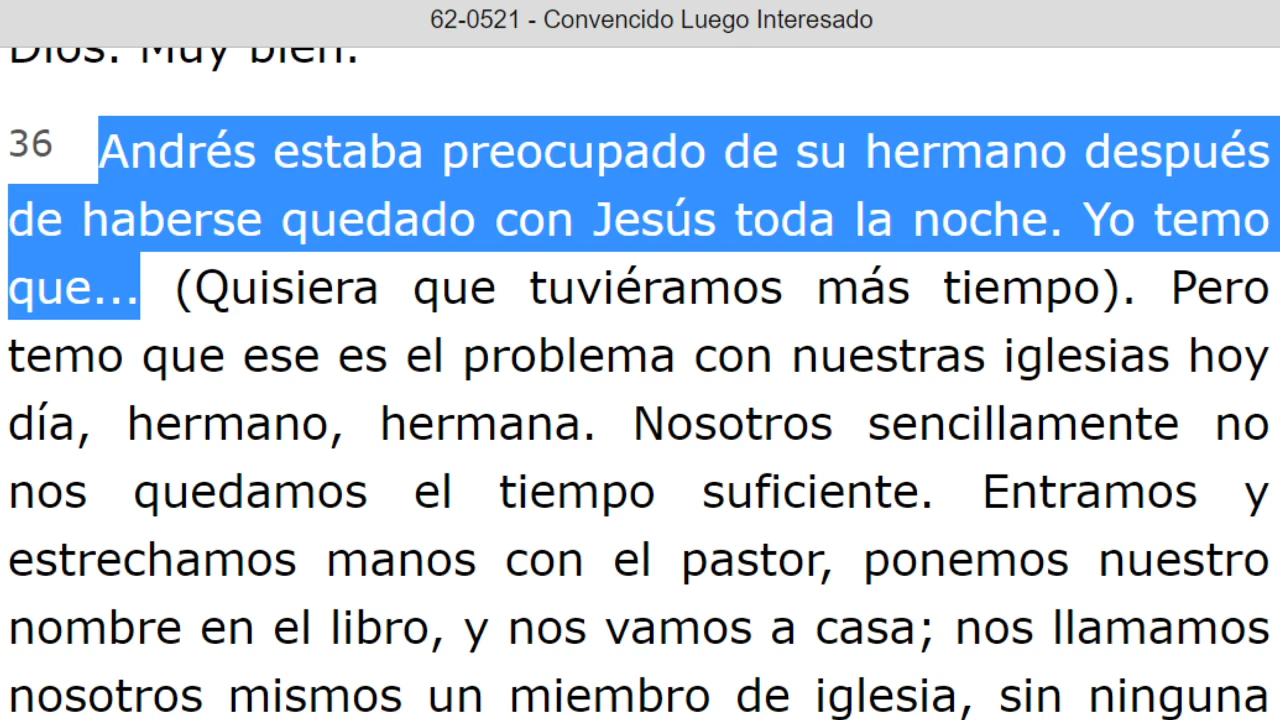 62-0521 - Convencido Luego Interesado
Dios. Muy bien.
36 Andrés estaba preocupado de su hermano después
de haberse quedado con Jesús toda la noche. Yo temo
que... (Quisiera que tuviéramos más tiempo). Pero
temo que ese es el problema con nuestras iglesias hoy
día, hermano, hermana. Nosotros sencillamente no
nos quedamos el tiempo suficiente. Entramos y
estrechamos manos con el pastor, ponemos nuestro
nombre en el libro, y nos vamos a casa; nos llamamos
nosotros mismos un miembro de iglesia, sin ninguna